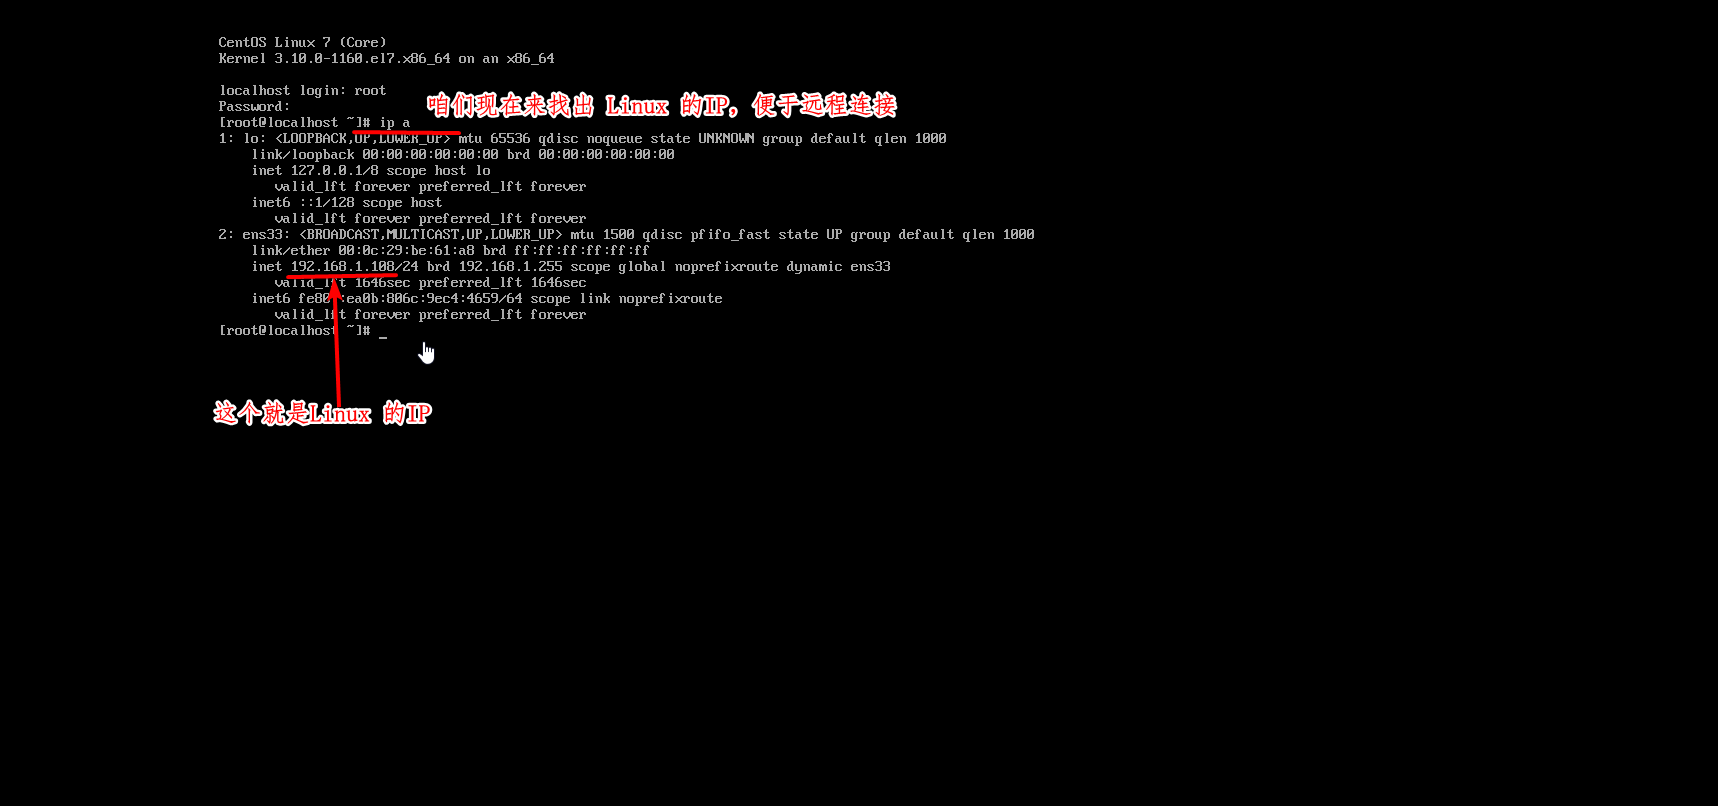 CentOS Linux 7 (Core)
Kernel 3.10.0-1160.el7.x86_64 on an x86_64
localhost login: root
Password:
咱们现在来找出 Linux 的IP，便于远程连接
[root@localhost ~]# ip a
1: lo: <LOOPBACK,UP,LOWER_UP> mtu 65536 qdisc noqueue state UNKNOWN group default qlen 1000
link/loopback 00:00:00:00:00:00 brd 00:00:00:00:00:00
inet 127.0.0.1/8 scope host lo
valid_lft forever preferred_lft forever
inet6 ::1/128 scope host
valid_lft forever preferred_lft forever
2: ens33: <BROADCAST,MULTICAST,UP,LOWER_UP> mtu 1500 qdisc pfifo_fast state UP group default qlen 1000
link/ether 00:0c:29:be:61:a8 brd ff:ff:ff:ff:ff:ff
inet 192.168.1.108/24 brd 192.168.1.255 scope global noprefixroute dynamic ens33
valid_lft 1646sec preferred_lft 1646sec
inet6 fe80::ea0b:806c:9ec4:4659/64 scope link noprefixroute
valid_lft forever preferred_lft forever
[root@localhost ~]# _
这个就是Linux 的IP